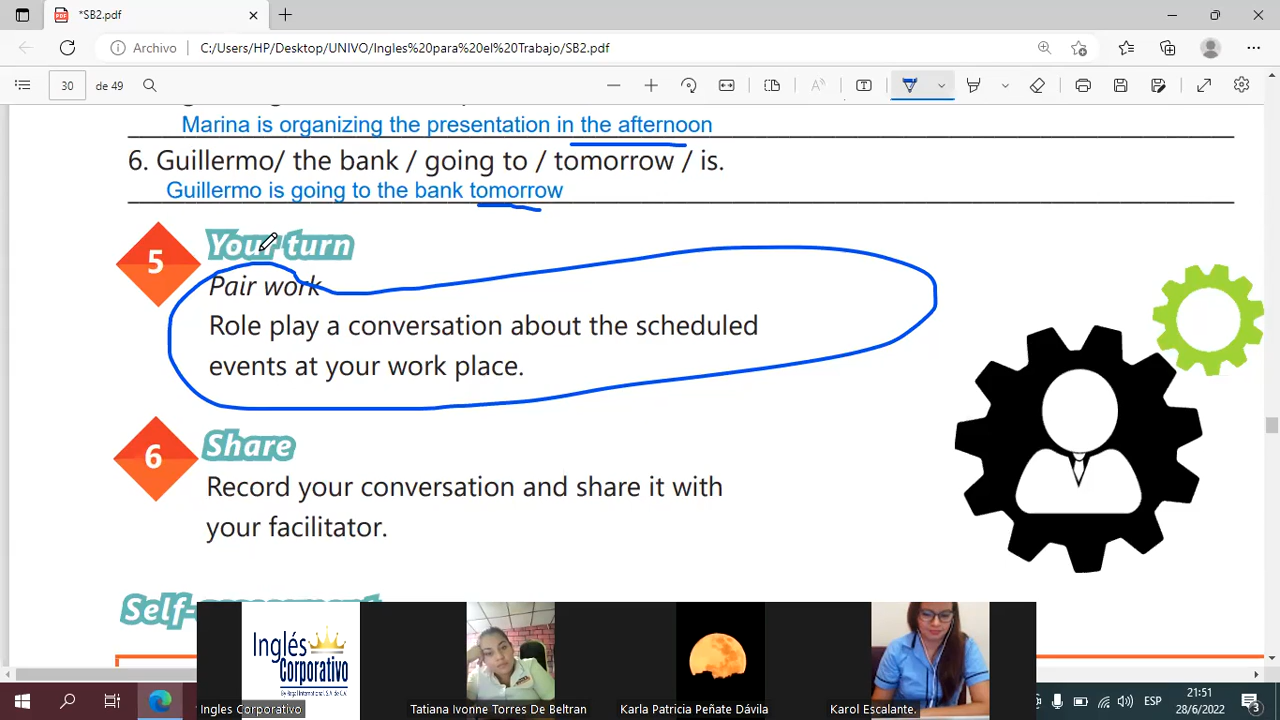 *SB2.pdf
Archivo
C:/Users/HP/Desktop/UNIVO/Ingles%20para%20el%20Trabajo/SB2.pdf
30
de 49
Marina is organizing the presentation in the afternoon
6. Guillermo/ the bank / going to / tomorrow / is.
Guillermo is going to the bank tomorrow
5
Your turn
Pair work
Role play a conversation about the scheduled
events at your work place.
6
Share
Record your conversation and share it with
your facilitator.
Inglés
Corporativo
Ingles Corporativo
Tatiana Ivonne Torres De Beltran
Karla Patricia Peñate Dávila
Karol Escalante.
ESP
21:51
28/6/2022
3